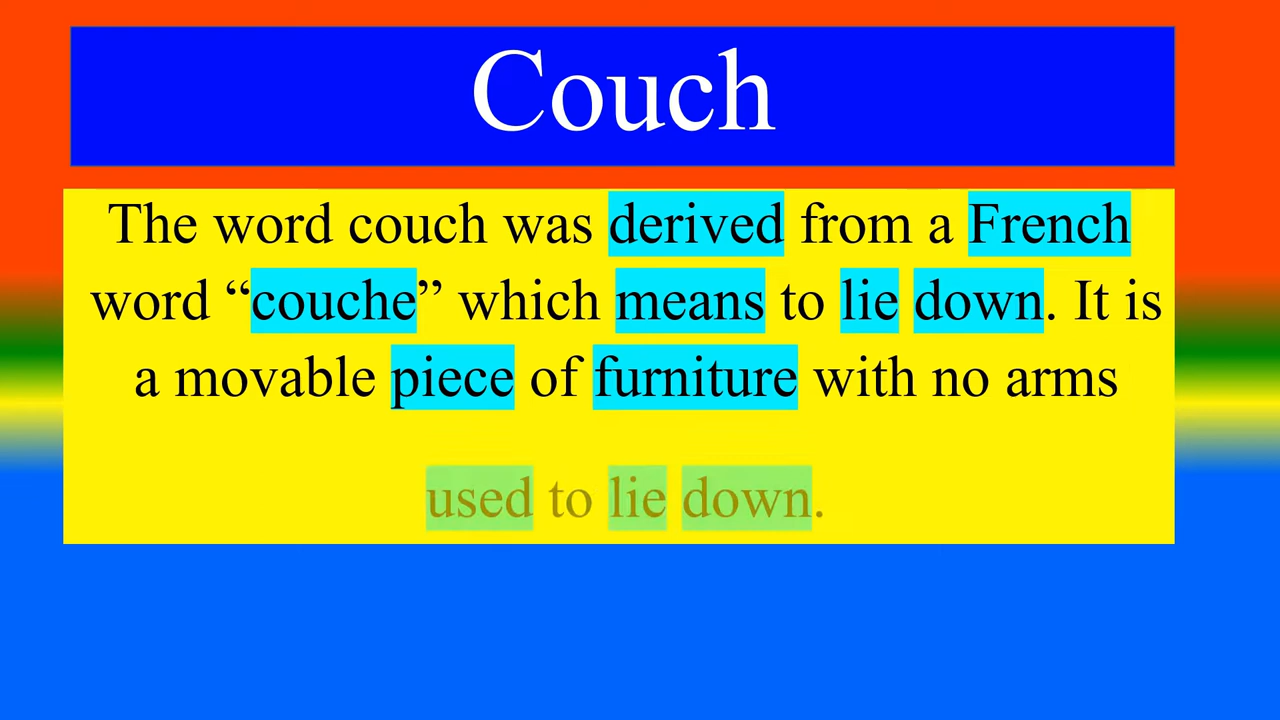 Couch
The word couch was derived from a French
word “couche” which means to lie down. It is
a movable piece of furniture with no arms
used to lie down.